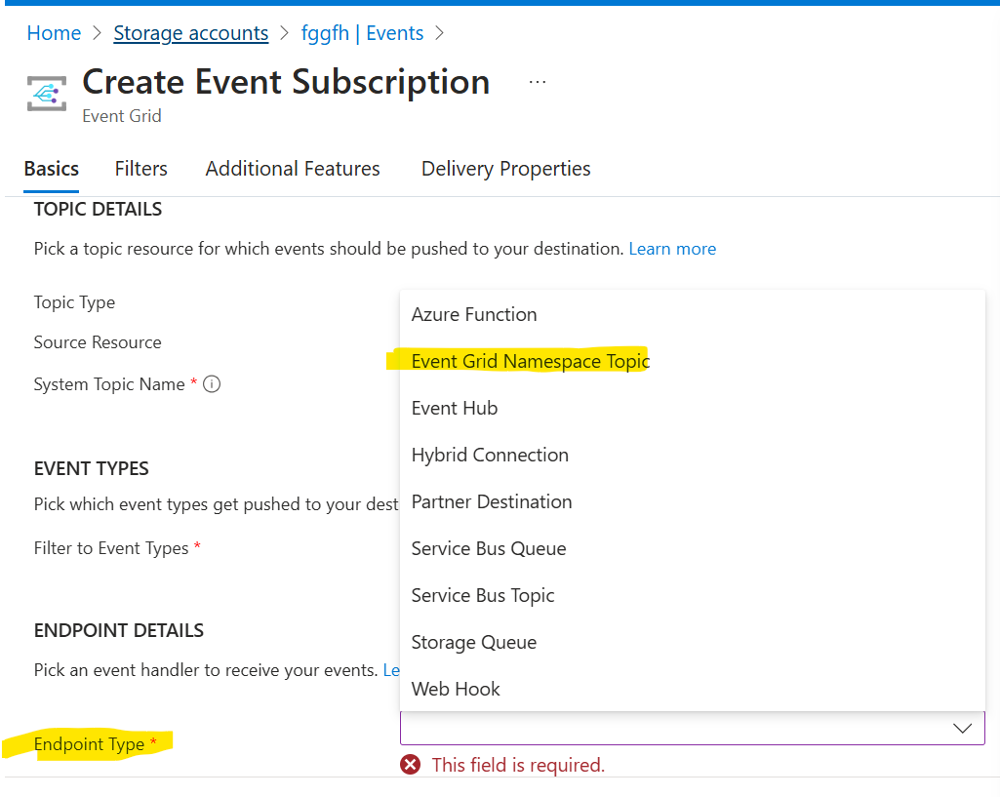 Home > Storage accounts > fggfh | Events >
Create Event Subscription ...
Event Grid
Basics Filters Additional Features Delivery Properties
TOPIC DETAILS
Pick a topic resource for which events should be pushed to your destination. Learn more
Topic Type
Source Resource
System Topic Name *
EVENT TYPES
Pick which event types get pushed to your dest
Filter to Event Types *
ENDPOINT DETAILS
Pick an event handler to receive your events. Le
Endpoint Type *
Azure Function
Event Grid Namespace Topic
Event Hub
Hybrid Connection
Partner Destination
Service Bus Queue
Service Bus Topic
Storage Queue
Web Hook
This field is required.